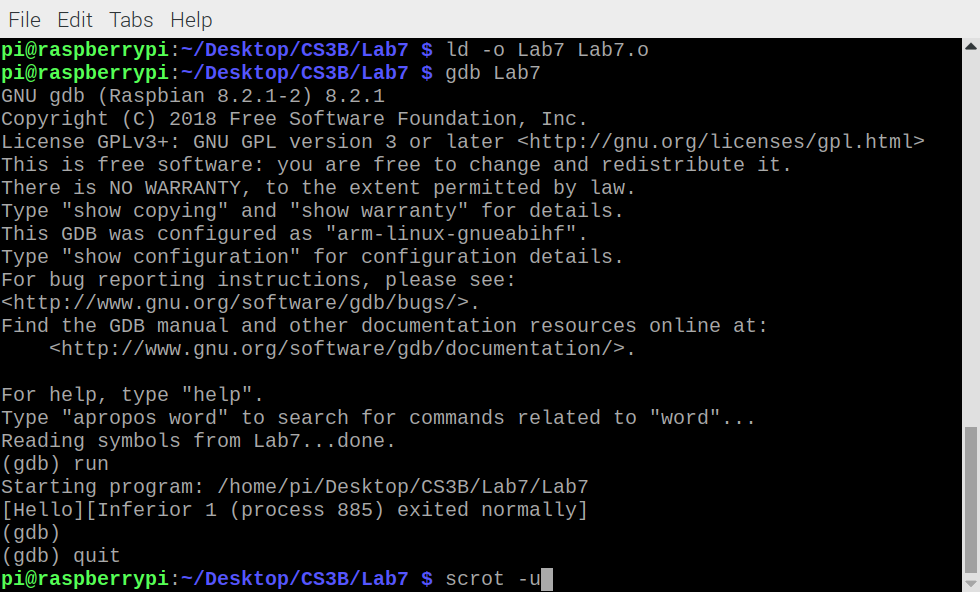 File Edit Tabs Help
pi@raspberrypi:~/Desktop/CS3B/Lab7 $ ld -o Lab7 Lab7.o
pi@raspberrypi:~/Desktop/CS3B/Lab7 $ gdb Lab7
GNU gdb (Raspbian 8.2.1-2) 8.2.1
Copyright (C) 2018 Free Software Foundation, Inc.
License GPLv3+: GNU GPL version 3 or later <http://gnu.org/licenses/gpl.html>
This is free software: you are free to change and redistribute it.
There is NO WARRANTY, to the extent permitted by law.
Type "show copying" and "show warranty" for details.
This GDB was configured as "arm-linux-gnueabihf".
Type "show configuration" for configuration details.
For bug reporting instructions, please see:
<http://www.gnu.org/software/gdb/bugs/>.
Find the GDB manual and other documentation resources online at:
    <http://www.gnu.org/software/gdb/documentation/>.

For help, type "help".
Type "apropos word" to search for commands related to "word"...
Reading symbols from Lab7...done.
(gdb) run
Starting program: /home/pi/Desktop/CS3B/Lab7/Lab7
[Hello][Inferior 1 (process 885) exited normally]
(gdb)
(gdb) quit
pi@raspberrypi:~/Desktop/CS3B/Lab7 $ scrot -u